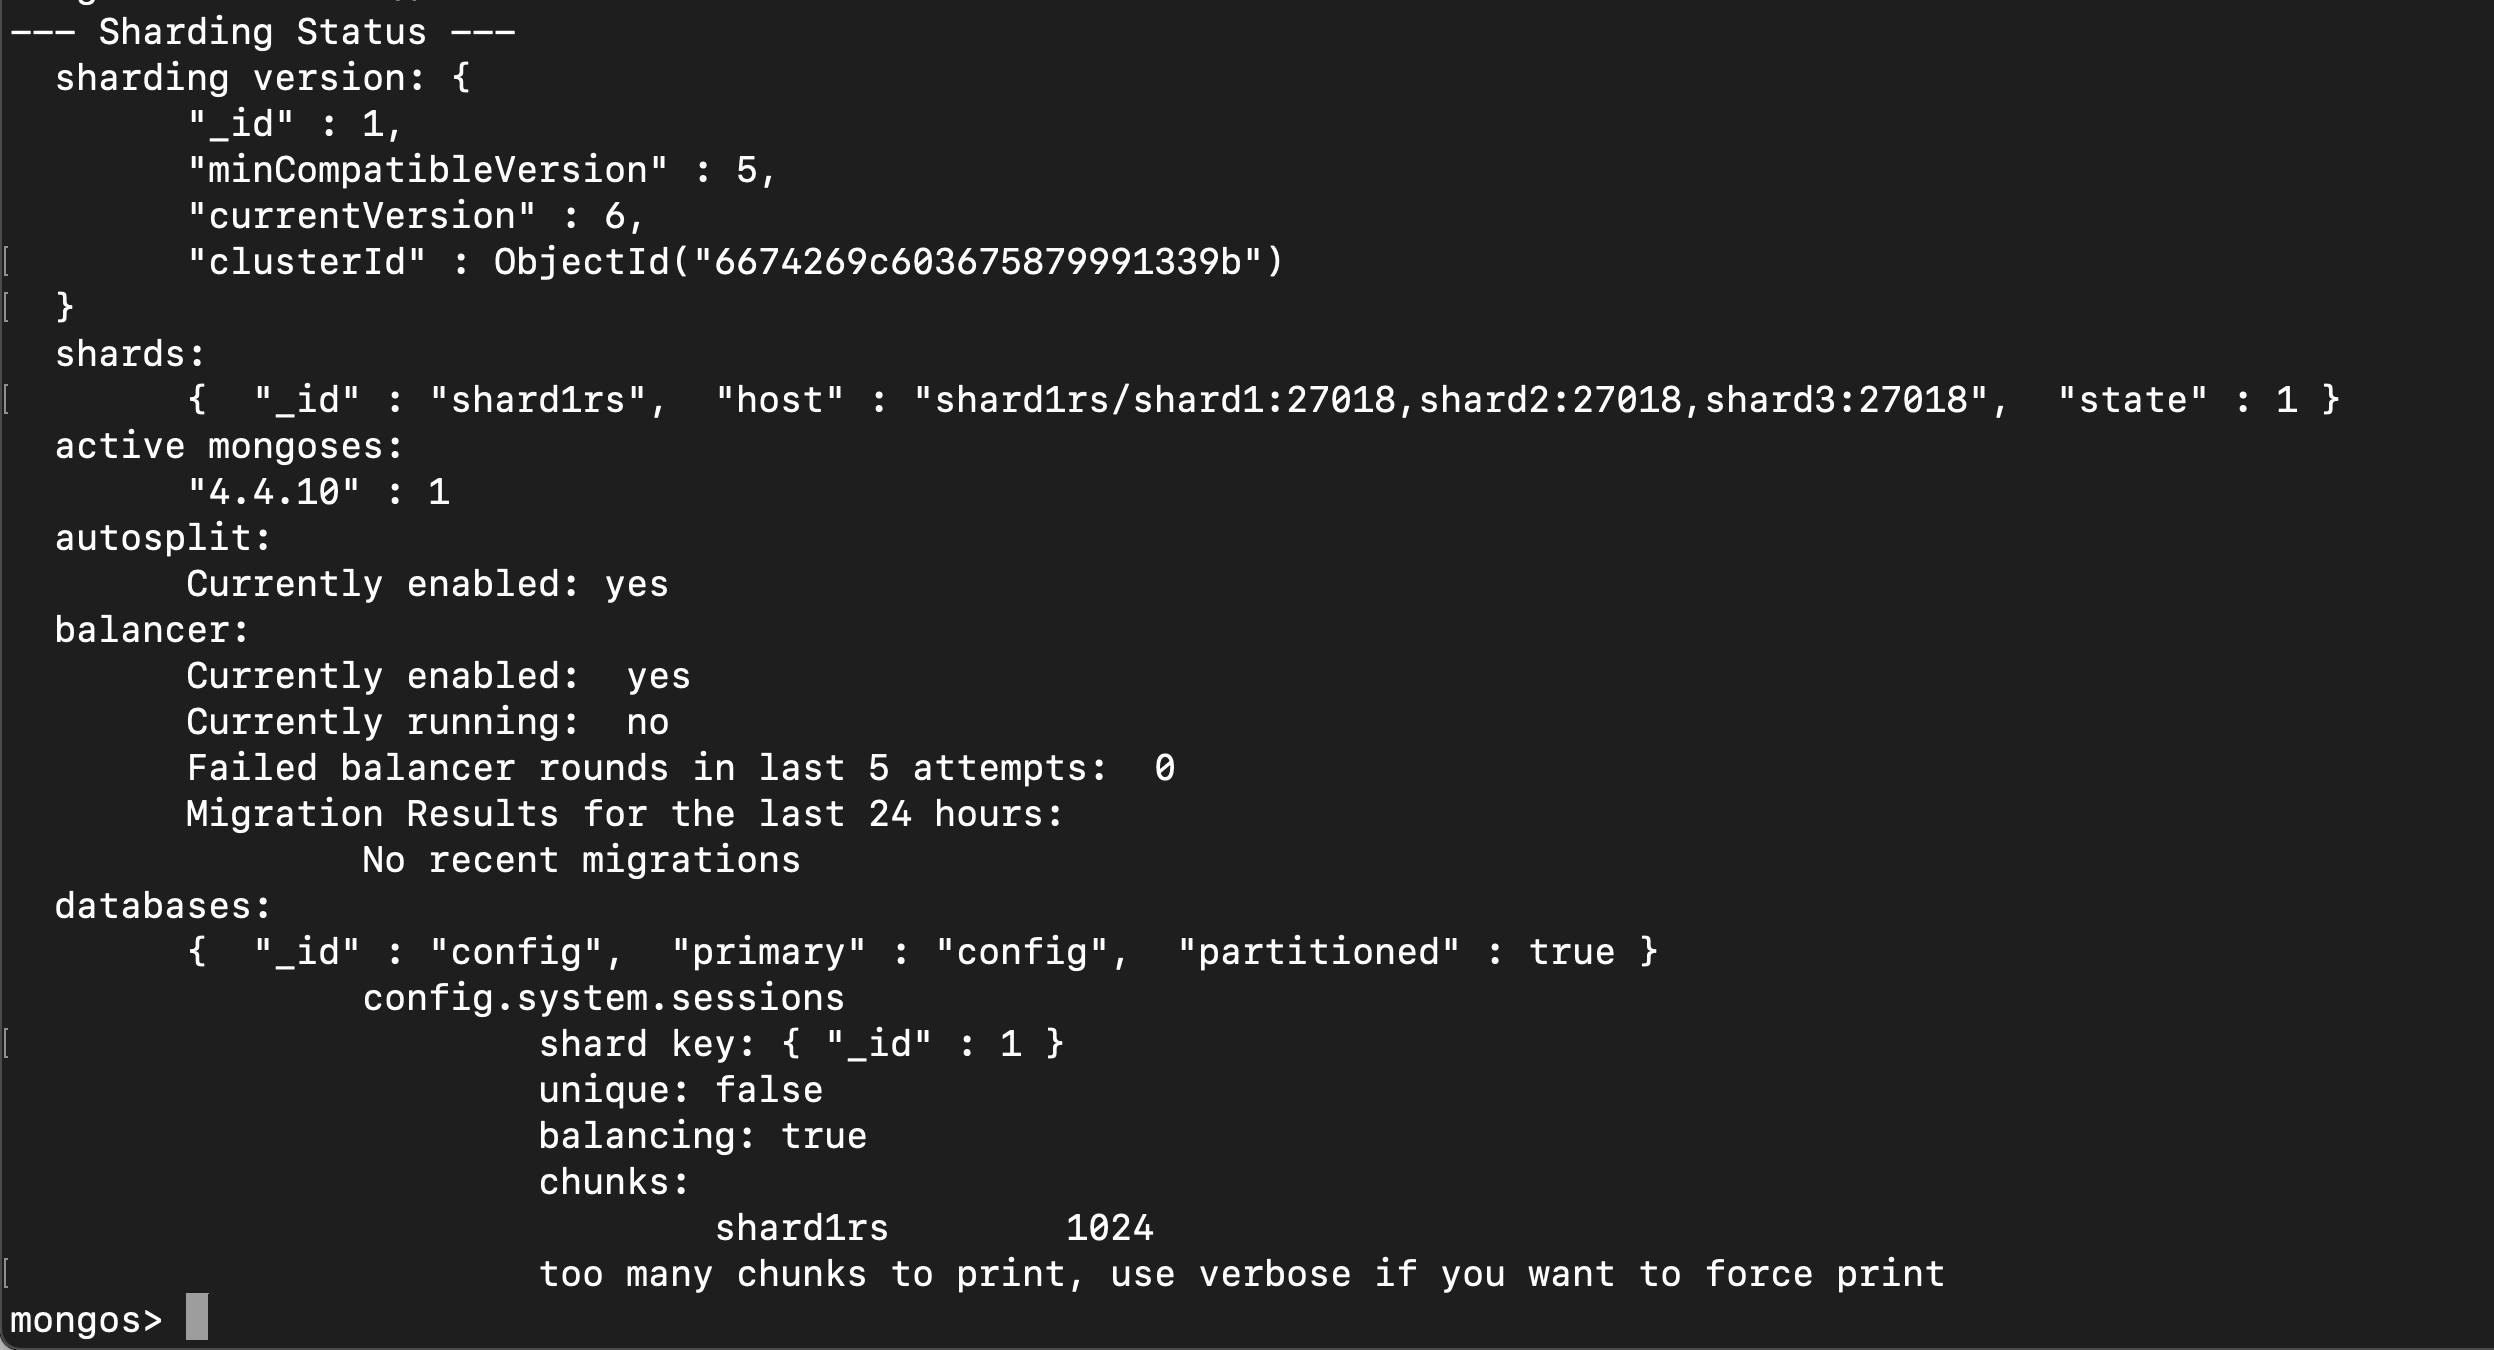 --- Sharding Status ---
  sharding version: {
        "_id" : 1,
        "minCompatibleVersion" : 5,
        "currentVersion" : 6,
        "clusterId" : ObjectId("6674269c603675879991339b")
  }
  shards:
        {  "_id" : "shard1rs",  "host" : "shard1rs/shard1:27018,shard2:27018,shard3:27018",  "state" : 1 }
  active mongoses:
        "4.4.10" : 1
  autosplit:
        Currently enabled: yes
  balancer:
        Currently enabled:  yes
        Currently running:  no
        Failed balancer rounds in last 5 attempts:  0
        Migration Results for the last 24 hours:
                No recent migrations
  databases:
        {  "_id" : "config",  "primary" : "config",  "partitioned" : true }
                config.system.sessions
                        shard key: { "_id" : 1 }
                        unique: false
                        balancing: true
                        chunks:
                                shard1rs        1024
                        too many chunks to print, use verbose if you want to force print
mongos>